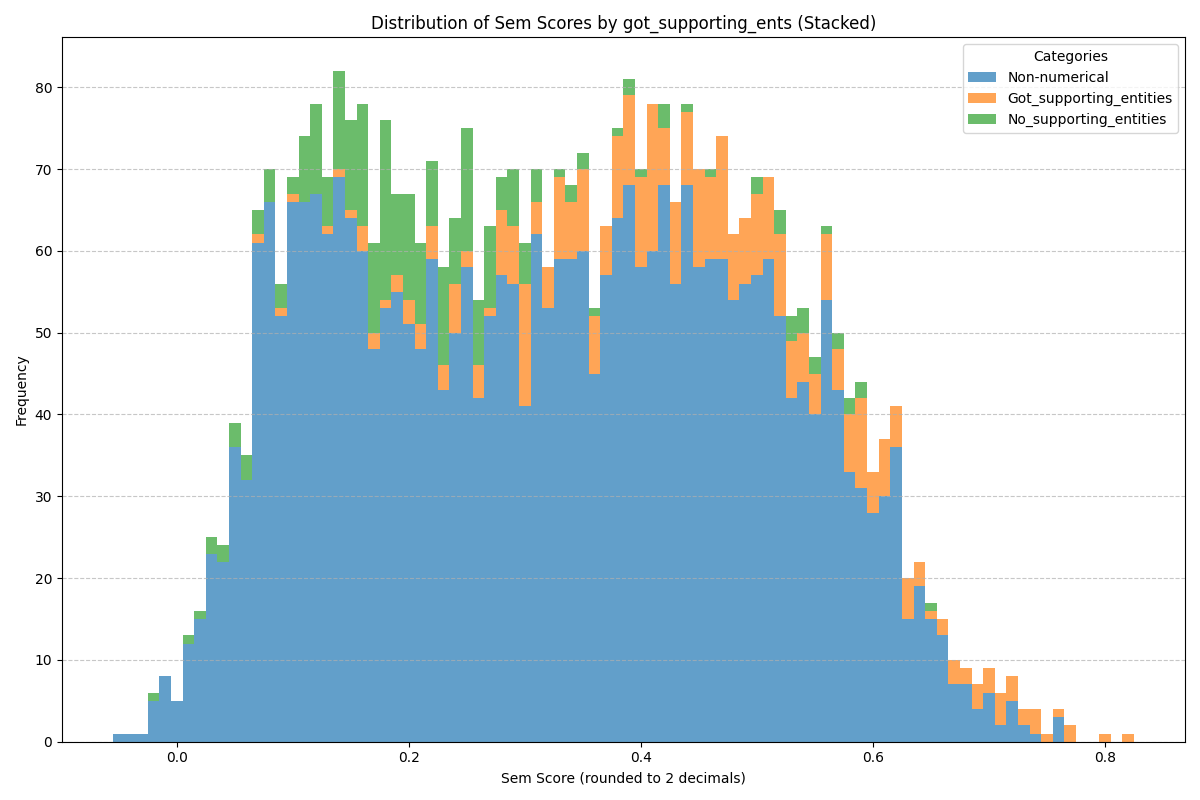 Distribution of Sem Scores by got_supporting_ents (Stacked)
Categories
Non-numerical
Got_supporting_entities
No_supporting_entities
Frequency
80
70
60
50
40
30
20
10
0
0.0 0.2 0.4 0.6 0.8
Sem Score (rounded to 2 decimals)